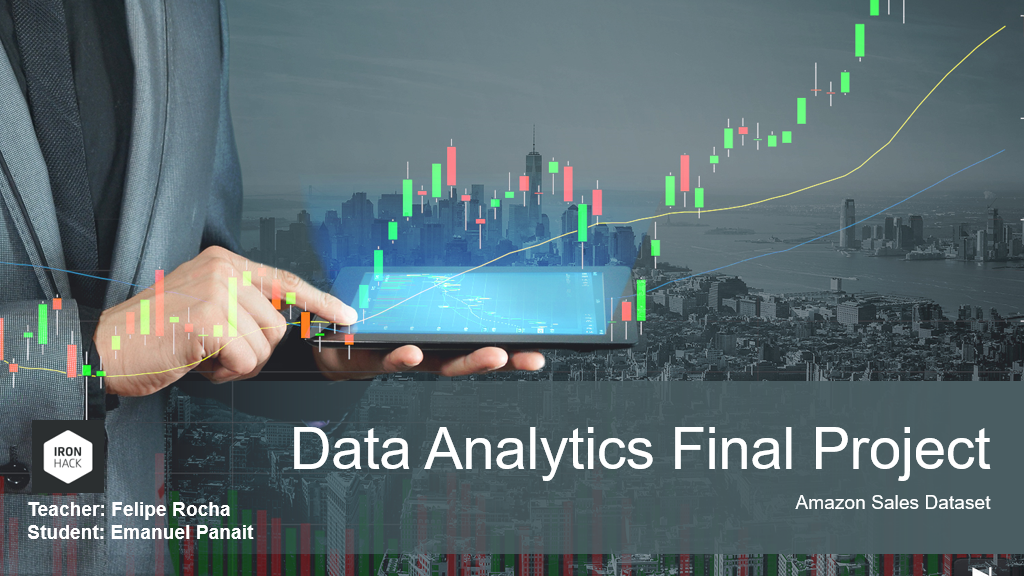 Data Analytics Final Project
Amazon Sales Dataset
IRON
HACK
Teacher: Felipe Rocha
Student: Emanuel Panait